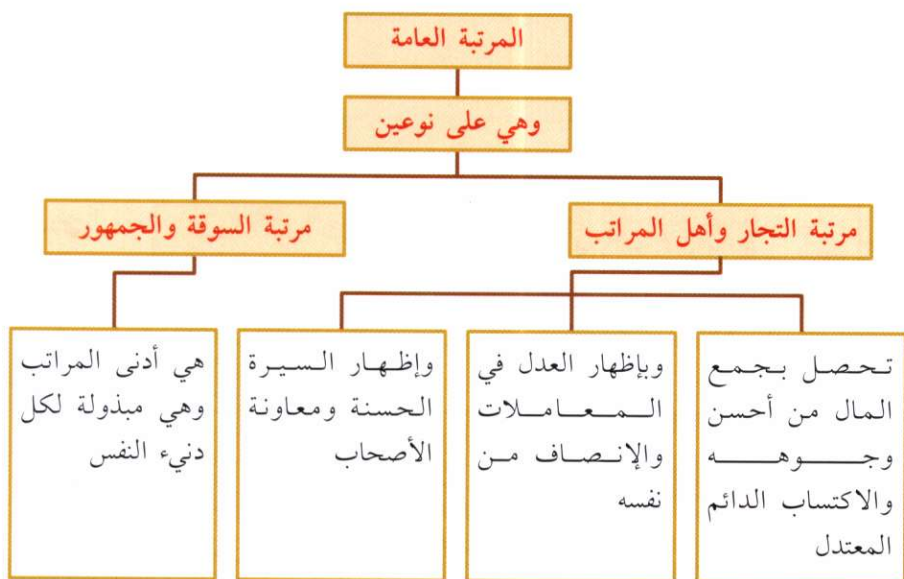 المرتبة العامة
وهي على نوعين
مرتبة التجار وأهل المراتب
مرتبة السوقة والجمهور
تحصل بجمع
المال من أحسن
وجوهه
والاكتساب الدائم
المعتدل
وبإظهار العدل في
المعاملات
والإنصاف من
نفسه
وإظهار السيرة
الحسنة ومعاونة
الأصحاب
هي أدنى المراتب
وهي مبذولة لكل
دنيء النفس